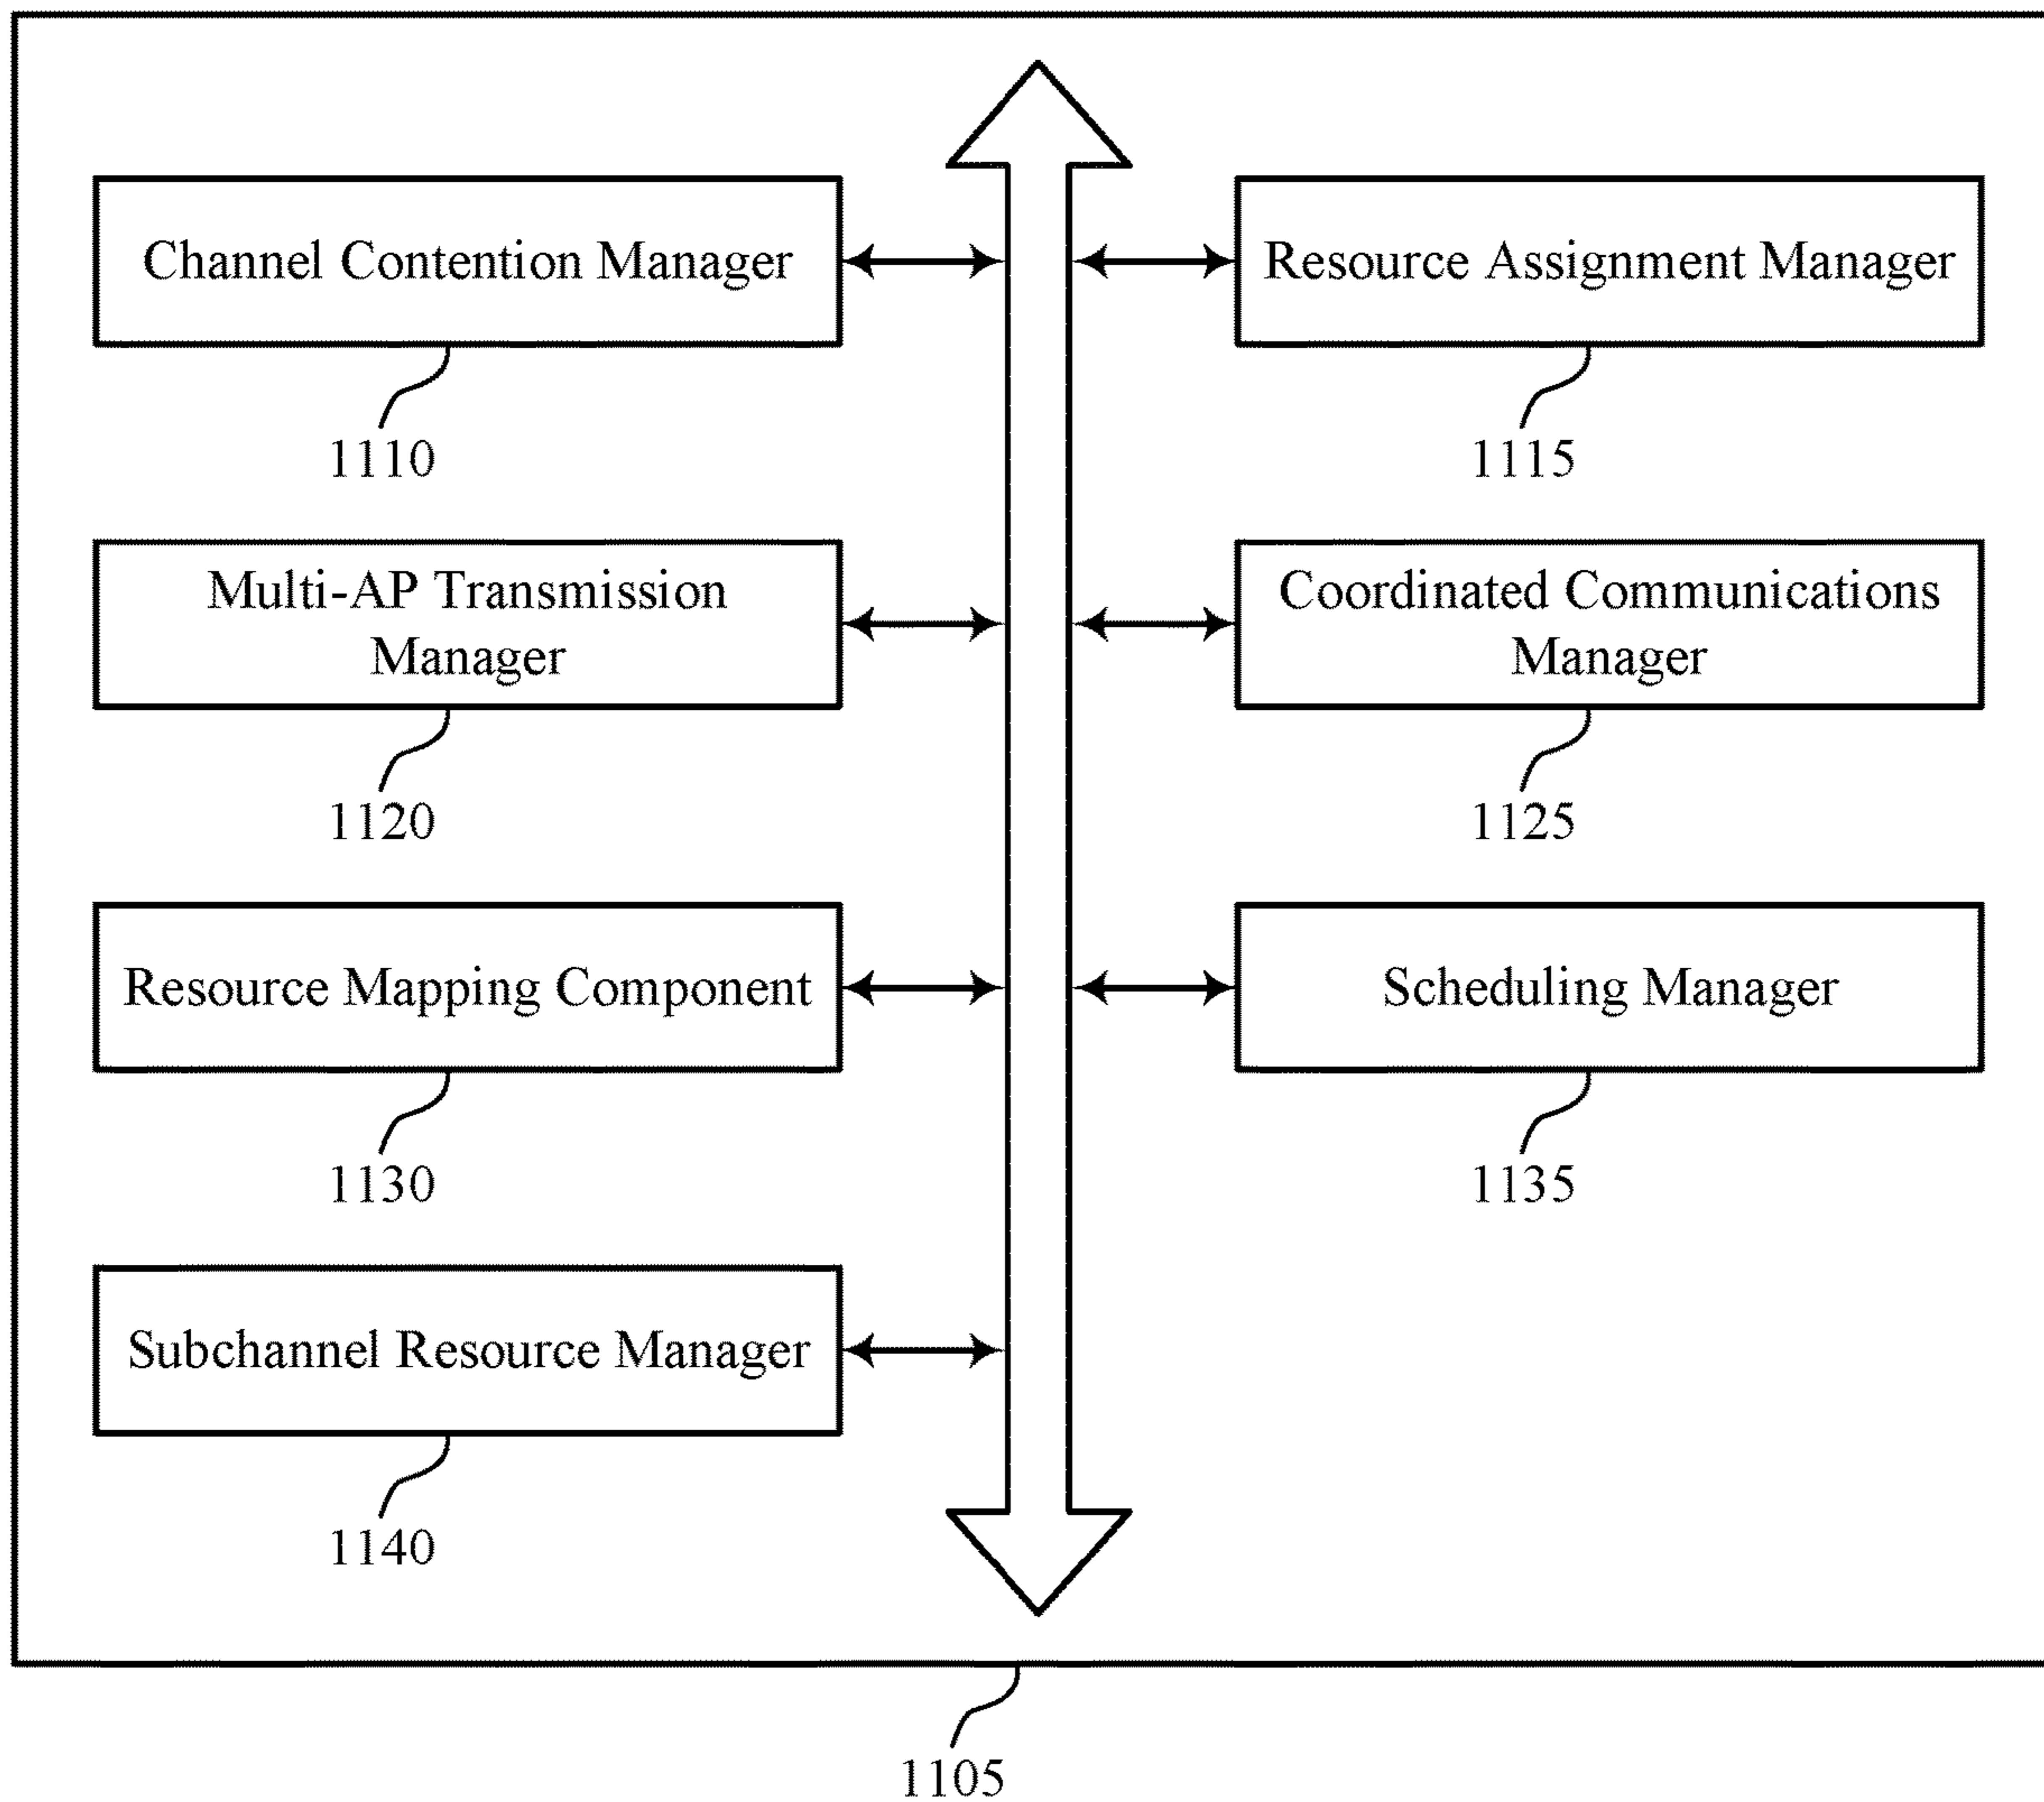 Channel Contention Manager
Resource Assignment Manager
1110
1115
Multi-AP Transmission
Manager
Coordinated Communications
Manager
1120
1125
Resource Mapping Component
Scheduling Manager
1130
1135
Subchannel Resource Manager
1140
1105